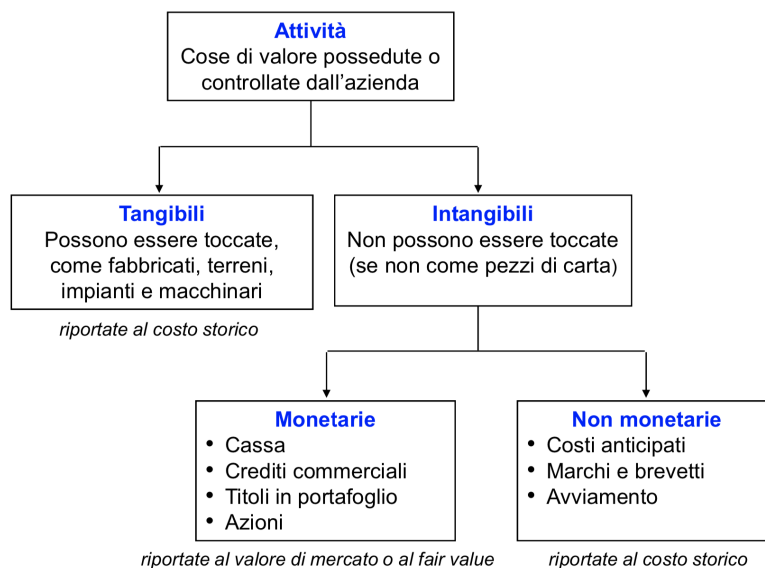 Attività
Cose di valore possedute o
controllate dall'azienda
Tangibili
Possono essere toccate,
come fabbricati, terreni,
impianti e macchinari
riportate al costo storico
Intangibili
Non possono essere toccate
(se non come pezzi di carta)
Monetarie
• Cassa
• Crediti commerciali
• Titoli in portafoglio
• Azioni
riportate al valore di mercato o al fair value
Non monetarie
• Costi anticipati
• Marchi e brevetti
• Avviamento
riportate al costo storico